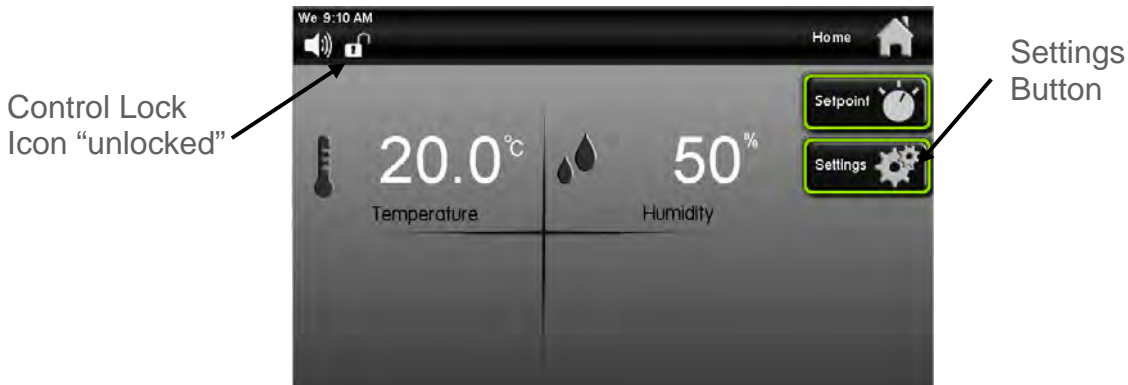 We 9:10 AM
Home
Settings
Button
Setpoint
Control Lock
Icon “unlocked”
20.0°C
50%
Settings
Temperature
Humidity